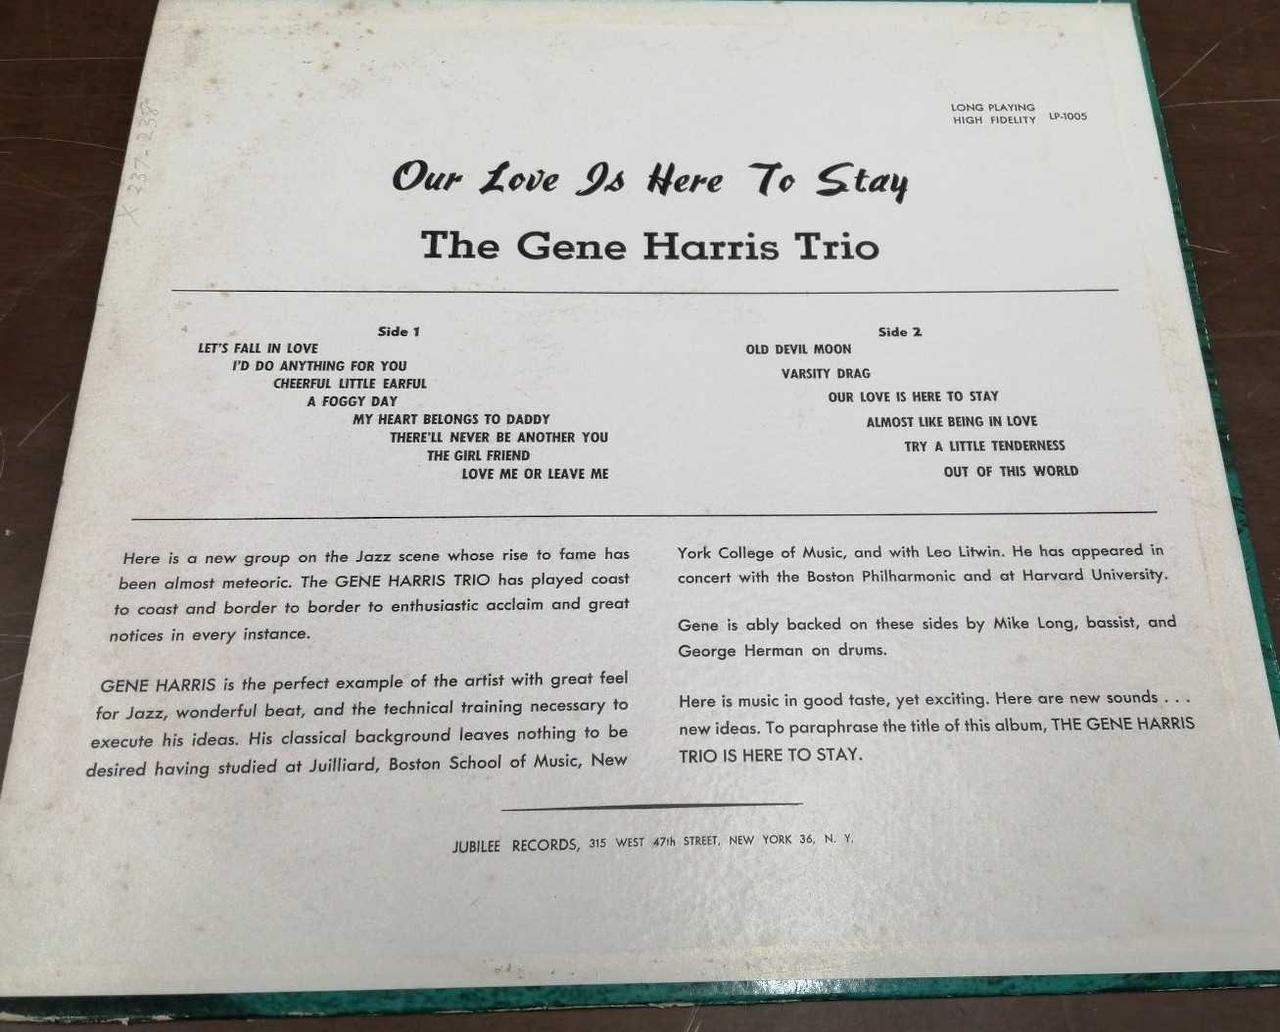 LONG PLAYING
HIGH FIDELITY LP-1005
Our Love Is Here To Stay
The Gene Harris Trio
Side 1
LET'S FALL IN LOVE
I'D DO ANYTHING FOR YOU
CHEERFUL LITTLE EARFUL
A FOGGY DAY
MY HEART BELONGS TO DADDY
THERE'LL NEVER BE ANOTHER YOU
THE GIRL FRIEND
LOVE ME OR LEAVE ME
Side 2
OLD DEVIL MOON
VARSITY DRAG
OUR LOVE IS HERE TO STAY
ALMOST LIKE BEING IN LOVE
TRY A LITTLE TENDERNESS
OUT OF THIS WORLD
Here is a new group on the Jazz scene whose rise to fame has
been almost meteoric. The GENE HARRIS TRIO has played coast
to coast and border to border to enthusiastic acclaim and great
notices in every instance.
GENE HARRIS is the perfect example of the artist with great feel
for Jazz, wonderful beat, and the technical training necessary to
execute his ideas. His classical background leaves nothing to be
desired having studied at Juilliard, Boston School of Music, New
York College of Music, and with Leo Litwin. He has appeared in
concert with the Boston Philharmonic and at Harvard University.
Gene is ably backed on these sides by Mike Long, bassist, and
George Herman on drums.
Here is music in good taste, yet exciting. Here are new sounds . . .
new ideas. To paraphrase the title of this album, THE GENE HARRIS
TRIO IS HERE TO STAY.
JUBILEE RECORDS, 315 WEST 47th STREET, NEW YORK 36, N. Y.
X 237-238